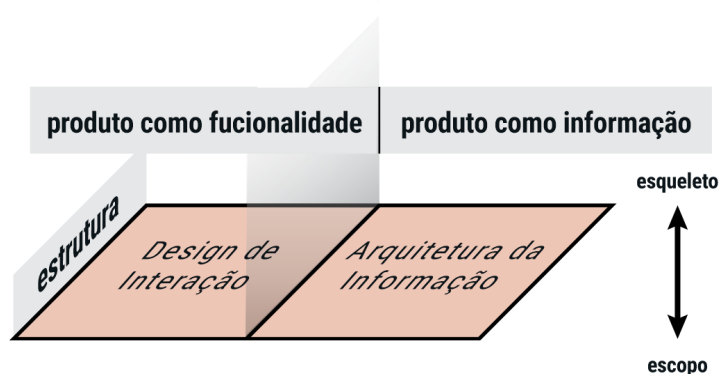 produto como fucionalidade
produto como informação
esqueleto
estrutura
Design de
Interação
Arquitetura da
Informação
escopo